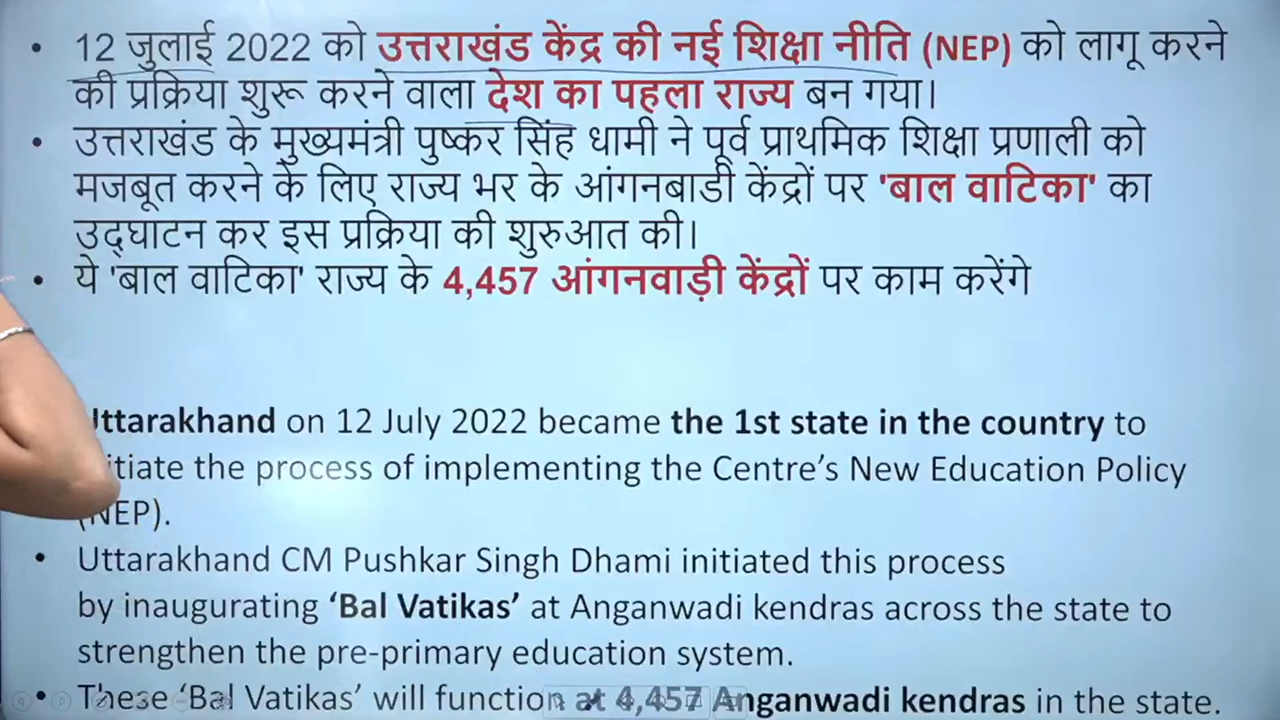 • 12 जुलाई 2022 को उत्तराखंड केंद्र की नई शिक्षा नीति (NEP) को लागू करने
की प्रक्रिया शुरू करने वाला देश का पहला राज्य बन गया।
• उत्तराखंड के मुख्यमंत्री पुष्कर सिंह धामी ने पूर्व प्राथमिक शिक्षा प्रणाली को
मजबूत करने के लिए राज्य भर के आंगनबाडी केंद्रों पर 'बाल वाटिका' का
उद्घाटन कर इस प्रक्रिया की शुरुआत की।
• ये 'बाल वाटिका' राज्य के 4,457 आंगनवाड़ी केंद्रों पर काम करेंगे
Uttarakhand on 12 July 2022 became the 1st state in the country to
itiate the process of implementing the Centre’s New Education Policy
(NEP).
• Uttarakhand CM Pushkar Singh Dhami initiated this process
by inaugurating ‘Bal Vatikas’ at Anganwadi kendras across the state to
strengthen the pre-primary education system.
• These ‘Bal Vatikas’ will function at 4,457 Anganwadi kendras in the state.